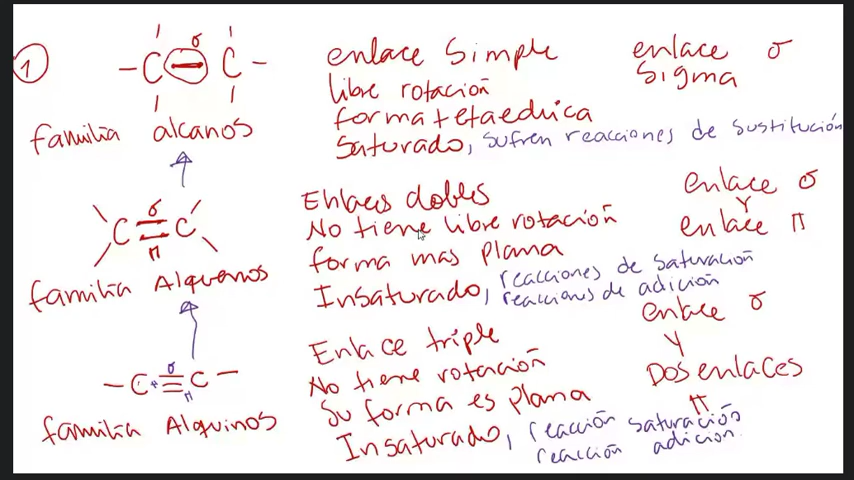 1
σ
– C – C –
enlace Simple
libre rotación
forma tetaedrica
Saturado, sufren reacciones de sustitución
enlace σ
Sigma
familia alcanos
σ
C = C
π
Enlaces dobles
No tiene libre rotación
forma mas plana
Insaturado, reacciones de saturación
reacciones de adición
enlace σ
Y
enlace π
familia Alquenos
σ
– C ≡ C –
π
Enlace triple
No tiene rotación
Su forma es plana
Insaturado, reacción saturación
reacción adición.
enlace σ
Y
Dos enlaces
π
familia Alquinos